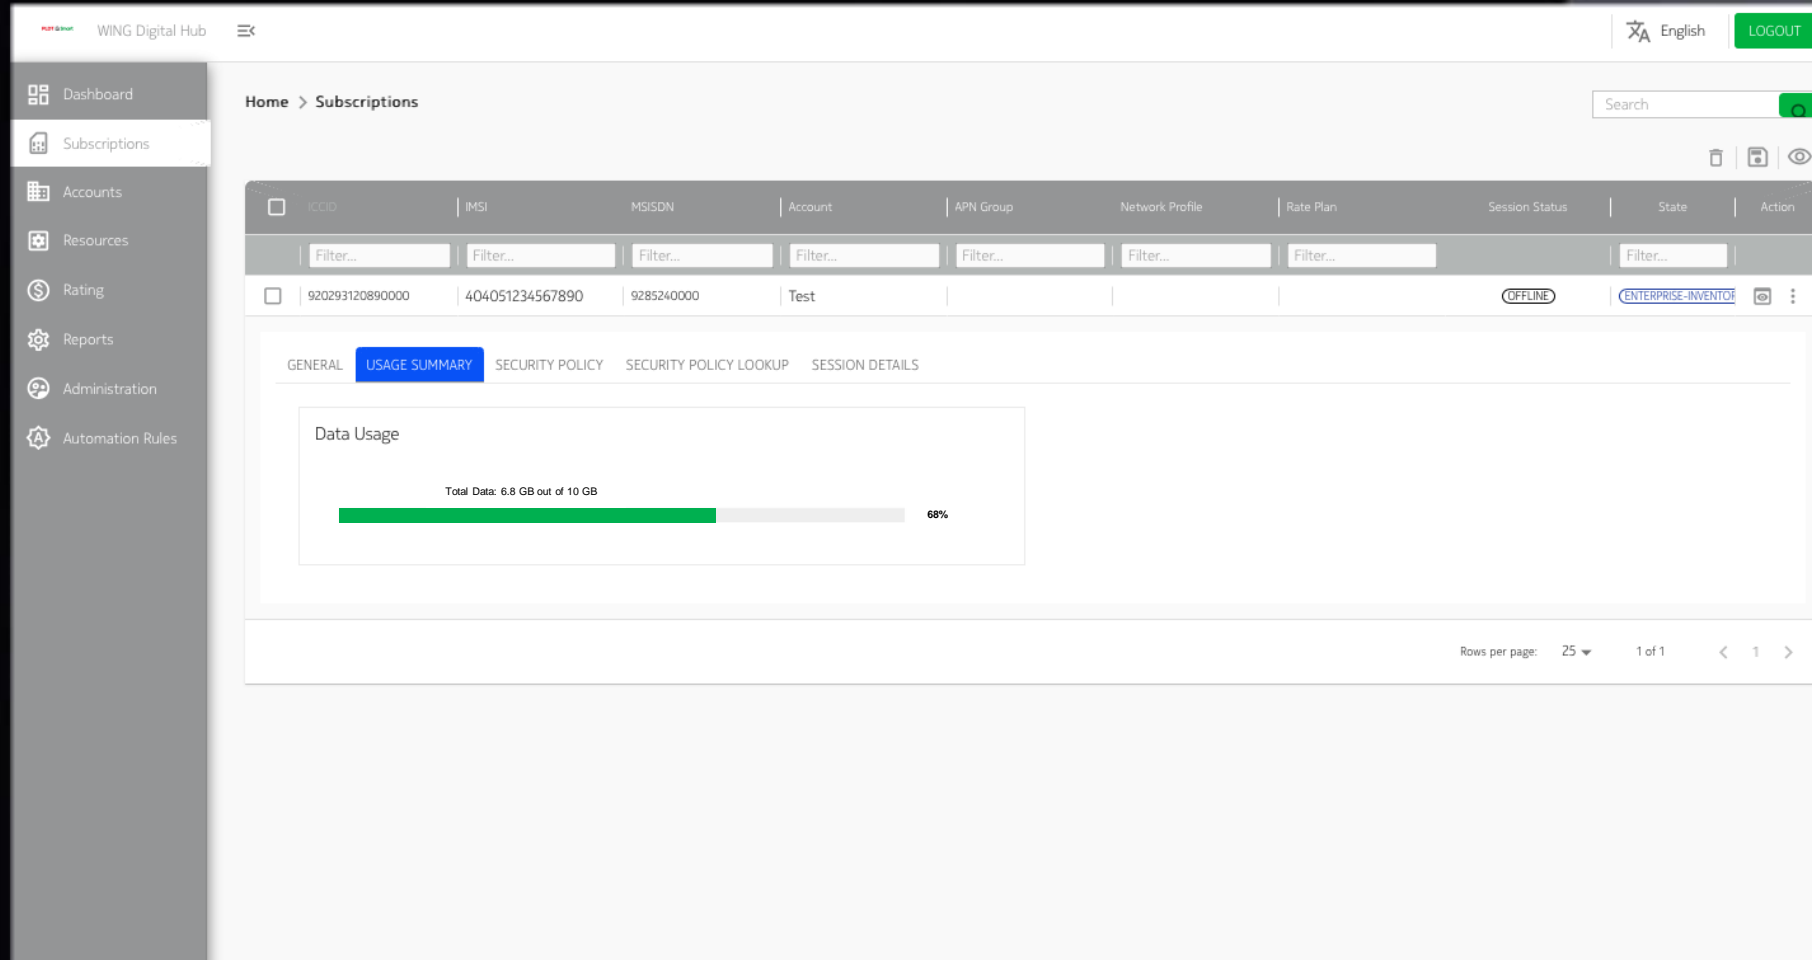 PLDT Smart WING Digital Hub English LOGOUT
Dashboard
Subscriptions
Accounts
Resources
Rating
Reports
Administration
Automation Rules
Home > Subscriptions
Search
ICCID IMSI MSISDN Account APN Group Network Profile Rate Plan Session Status State Action
Filter... Filter... Filter... Filter... Filter... Filter... Filter... Filter...
920293120890000 404051234567890 9285240000 Test OFFLINE ENTERPRISE-INVENTOR
GENERAL USAGE SUMMARY SECURITY POLICY SECURITY POLICY LOOKUP SESSION DETAILS
Data Usage
Total Data: 6.8 GB out of 10 GB
68%
Rows per page: 25 1 of 1 < 1 >